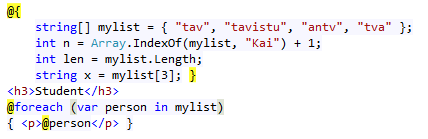 @{
string[] mylist = { "tav", "tavistu", "antv", "tva" };
int n = Array.IndexOf(mylist, "Kai") + 1;
int len = mylist.Length;
string x = mylist[3]; }
<h3>Student</h3>
@foreach (var person in mylist)
{ <p>@person</p> }